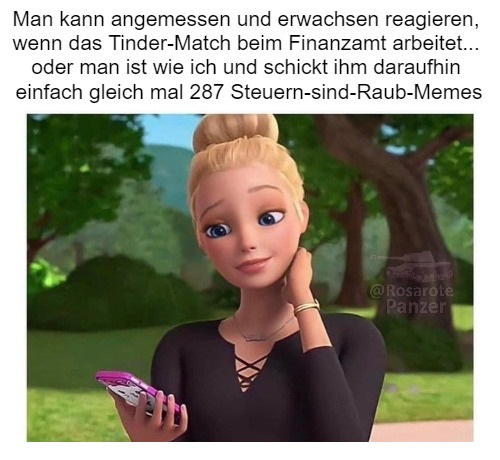 Man kann angemessen und erwachsen reagieren,
wenn das Tinder-Match beim Finanzamt arbeitet...
oder man ist wie ich und schickt ihm daraufhin
einfach gleich mal 287 Steuern-sind-Raub-Memes
@Rosarote
Panzer